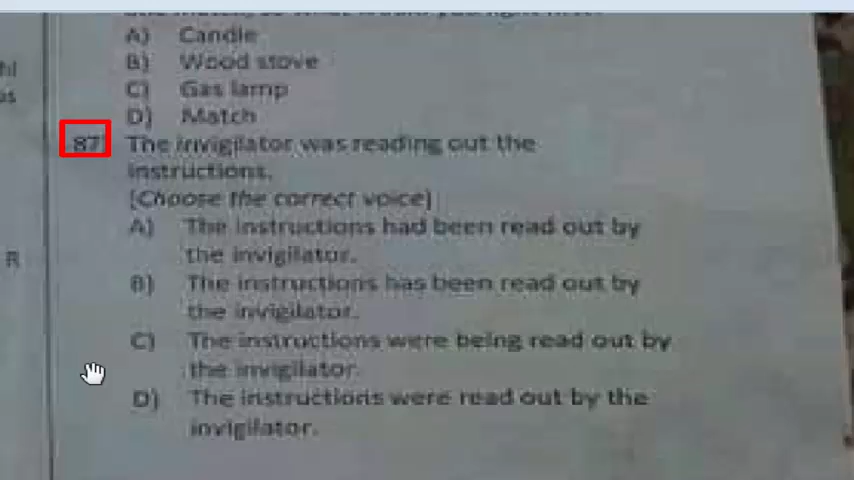 A) Candle
B) Wood stove
C) Gas lamp
D) Match
87 The invigilator was reading out the
instructions.
[Choose the correct voice]
A) The instructions had been read out by
the invigilator.
B) The instructions has been read out by
the invigilator.
C) The instructions were being read out by
the invigilator.
D) The instructions were read out by the
invigilator.
R